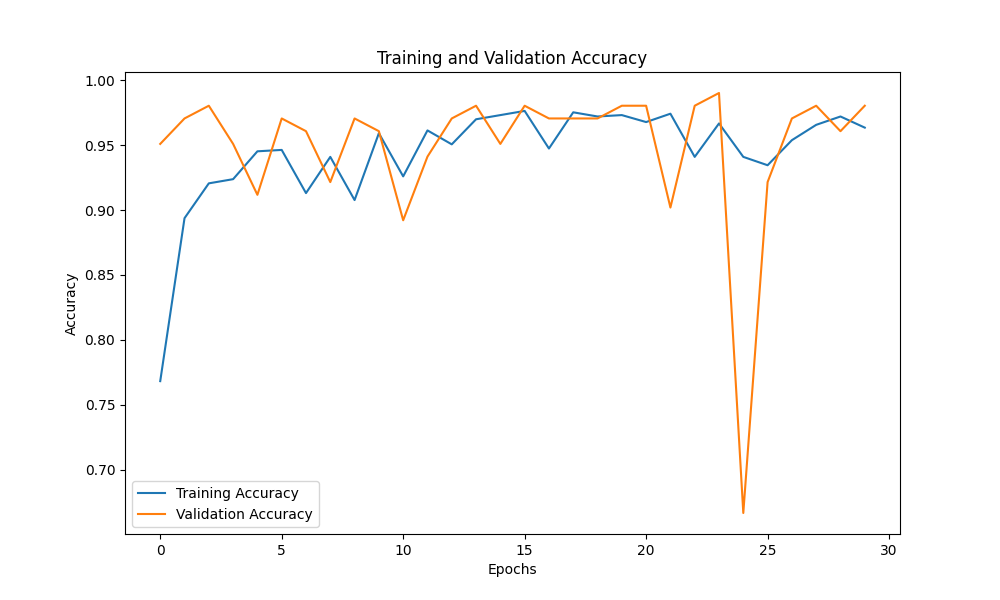 Training and Validation Accuracy
1.00
0.95
0.90
0.85
0.80
0.75
0.70
Accuracy
Training Accuracy
Validation Accuracy
0 5 10 15 20 25 30
Epochs